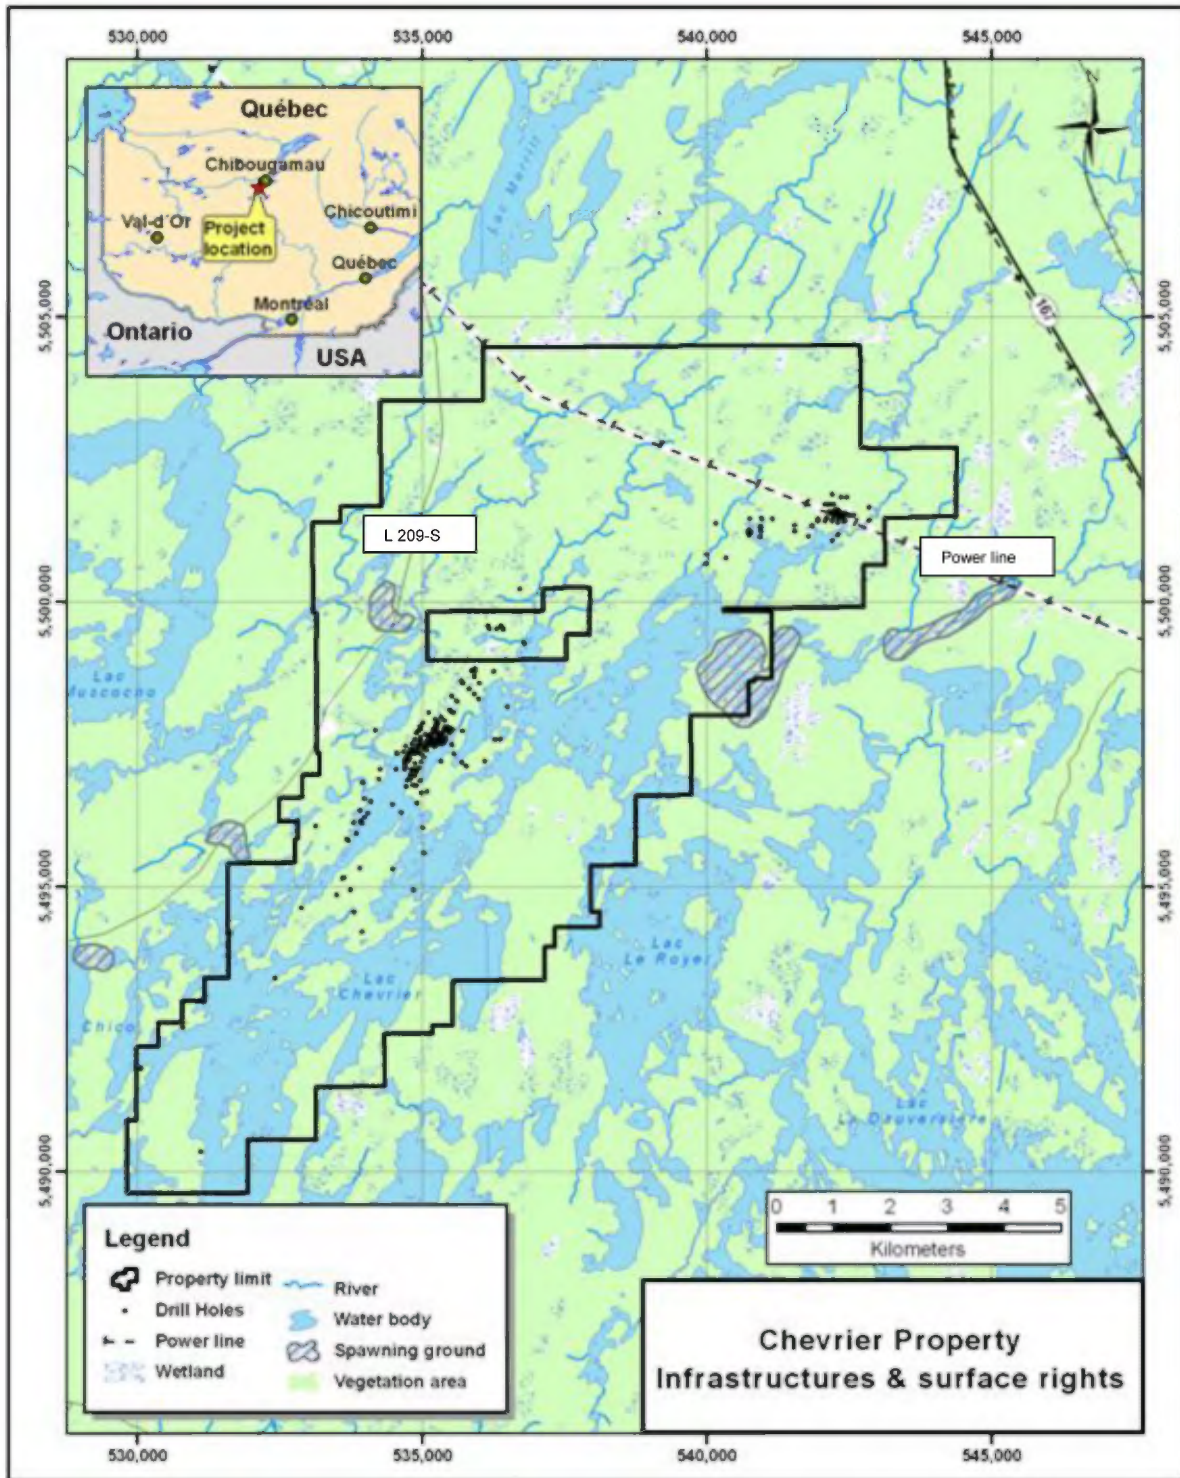 530,000
535,000
540,000
545,000
Québec
Chibougamau
Val-d'Or
Chicoutimi
Project
location
Québec
Montréal
Ontario
USA
Lac Merrill
167
5,505,000
5,505,000
L 209-S
Power line
5,500,000
5,500,000
Lac
Muscocho
5,495,000
5,495,000
Lac
Le Royer
Lac
Chevrier
Chico
Lac
La Dauversière
5,490,000
5,490,000
0 1 2 3 4 5
Kilometers
Legend
Property limit
Drill Holes
Power line
Wetland
River
Water body
Spawning ground
Vegetation area
Chevrier Property
Infrastructures & surface rights
530,000
535,000
540,000
545,000